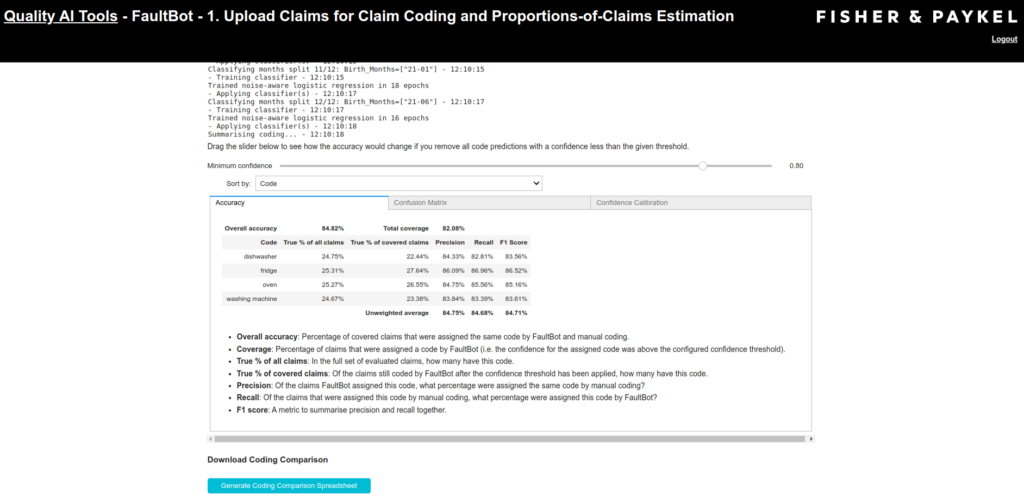 Quality AI Tools - FaultBot - 1. Upload Claims for Claim Coding and Proportions-of-Claims Estimation
FISHER & PAYKEL
Logout
Classifying months split 11/12: Birth_Months=["21-01"] - 12:10:15
- Training classifier - 12:10:15
Trained noise-aware logistic regression in 18 epochs
- Applying classifier(s) - 12:10:17
Classifying months split 12/12: Birth_Months=["21-06"] - 12:10:17
- Training classifier - 12:10:17
Trained noise-aware logistic regression in 16 epochs
- Applying classifier(s) - 12:10:18
Summarising coding... - 12:10:18
Drag the slider below to see how the accuracy would change if you remove all code predictions with a confidence less than the given threshold.
Minimum confidence 0.80
Sort by: Code
Accuracy Confusion Matrix Confidence Calibration
Overall accuracy 84.82% Total coverage 82.08%
Code True % of all claims True % of covered claims Precision Recall F1 Score
dishwasher 24.75% 22.44% 84.33% 82.81% 83.56%
fridge 25.31% 27.64% 86.09% 86.96% 86.52%
oven 25.27% 26.55% 84.75% 85.56% 85.16%
washing machine 24.67% 23.38% 83.84% 83.39% 83.61%
Unweighted average 84.75% 84.68% 84.71%
• Overall accuracy: Percentage of covered claims that were assigned the same code by FaultBot and manual coding.
• Coverage: Percentage of claims that were assigned a code by FaultBot (i.e. the confidence for the assigned code was above the configured confidence threshold).
• True % of all claims: In the full set of evaluated claims, how many have this code.
• True % of covered claims: Of the claims still coded by FaultBot after the confidence threshold has been applied, how many have this code.
• Precision: Of the claims FaultBot assigned this code, what percentage were assigned the same code by manual coding?
• Recall: Of the claims that were assigned this code by manual coding, what percentage were assigned this code by FaultBot?
• F1 score: A metric to summarise precision and recall together.
Download Coding Comparison
Generate Coding Comparison Spreadsheet